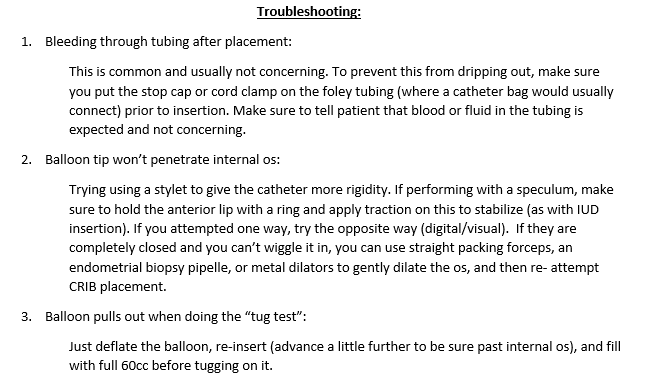 Troubleshooting:
1. Bleeding through tubing after placement:
This is common and usually not concerning. To prevent this from dripping out, make sure
you put the stop cap or cord clamp on the foley tubing (where a catheter bag would usually
connect) prior to insertion. Make sure to tell patient that blood or fluid in the tubing is
expected and not concerning.
2. Balloon tip won’t penetrate internal os:
Trying using a stylet to give the catheter more rigidity. If performing with a speculum, make
sure to hold the anterior lip with a ring and apply traction on this to stabilize (as with IUD
insertion). If you attempted one way, try the opposite way (digital/visual).  If they are
completely closed and you can’t wiggle it in, you can use straight packing forceps, an
endometrial biopsy pipelle, or metal dilators to gently dilate the os, and then re- attempt
CRIB placement.
3. Balloon pulls out when doing the “tug test”:
Just deflate the balloon, re-insert (advance a little further to be sure past internal os), and fill
with full 60cc before tugging on it.